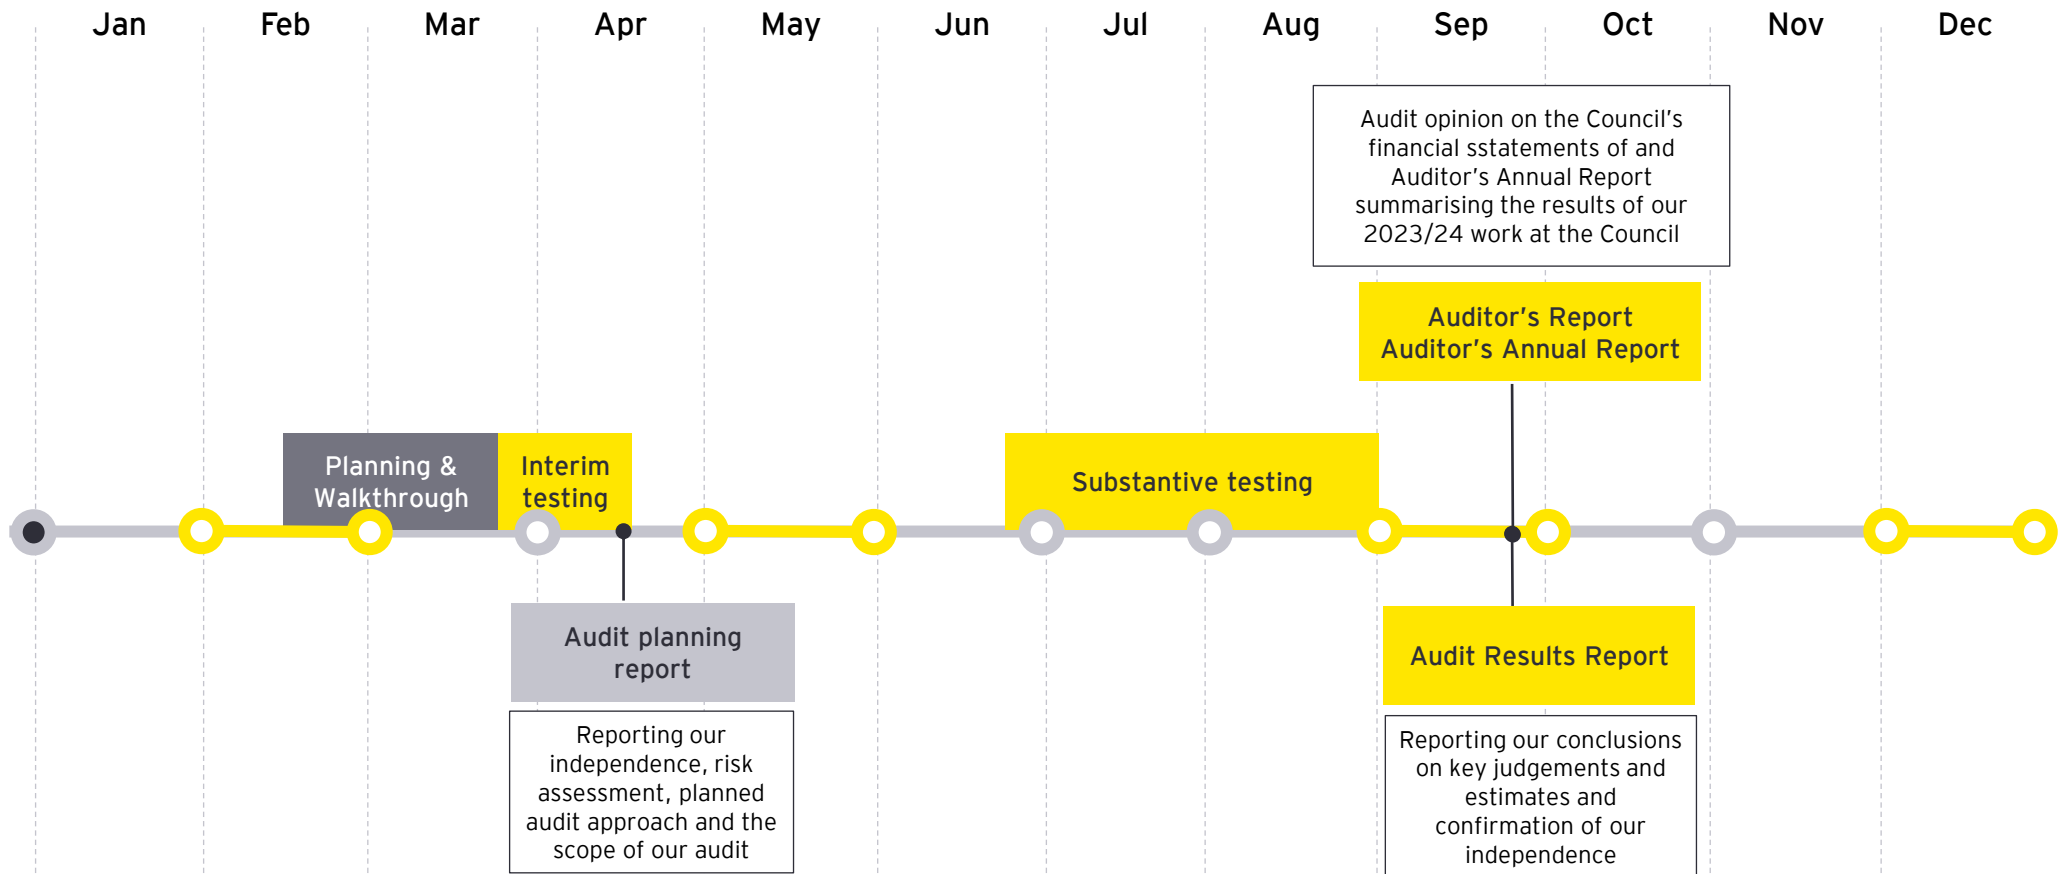 Jan Feb Mar Apr May Jun Jul Aug Sep Oct Nov Dec
Audit opinion on the Council's
financial sstatements of and
Auditor's Annual Report
summarising the results of our
2023/24 work at the Council
Auditor's Report
Auditor's Annual Report
Planning &
Walkthrough
Interim
testing
Substantive testing
Audit planning
report
Reporting our
independence, risk
assessment, planned
audit approach and the
scope of our audit
Audit Results Report
Reporting our conclusions
on key judgements and
estimates and
confirmation of our
independence